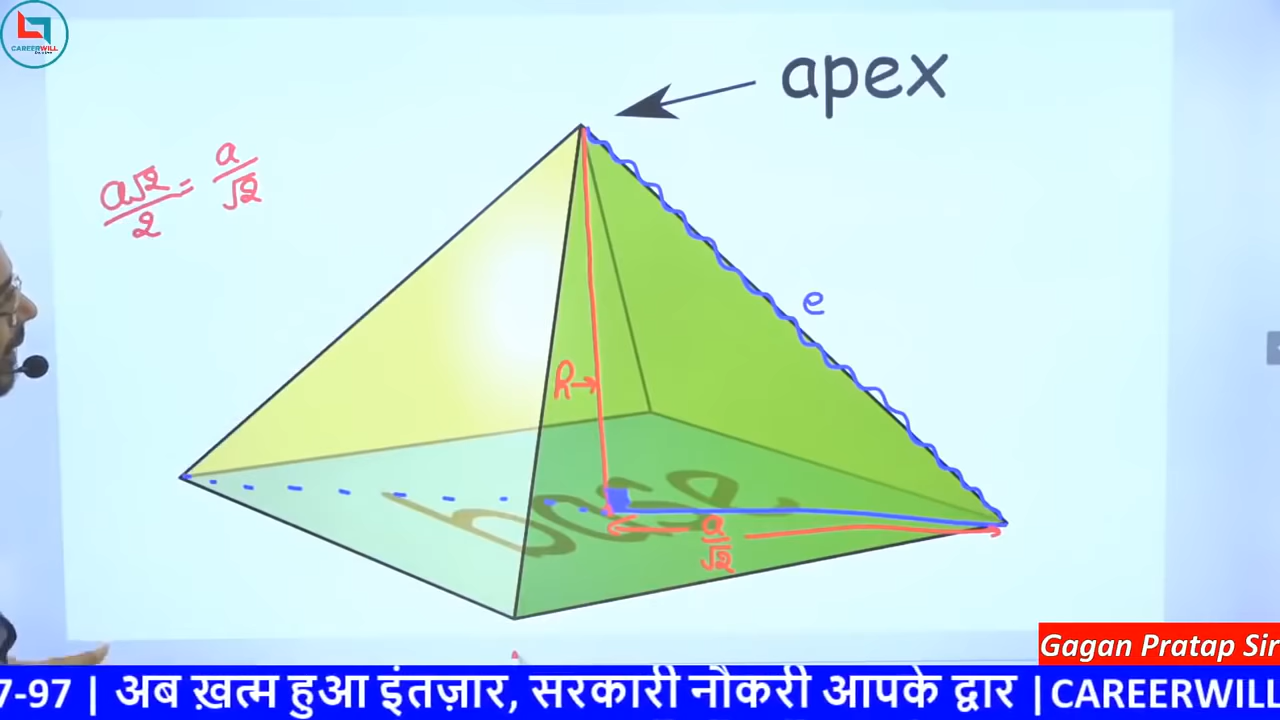 CAREERWILL
apex
a√2/2 = a/√2
e
R→
base
a/√2
Gagan Pratap Sir
7-97 | अब ख़त्म हुआ इंतज़ार, सरकारी नौकरी आपके द्वार | CAREERWILL